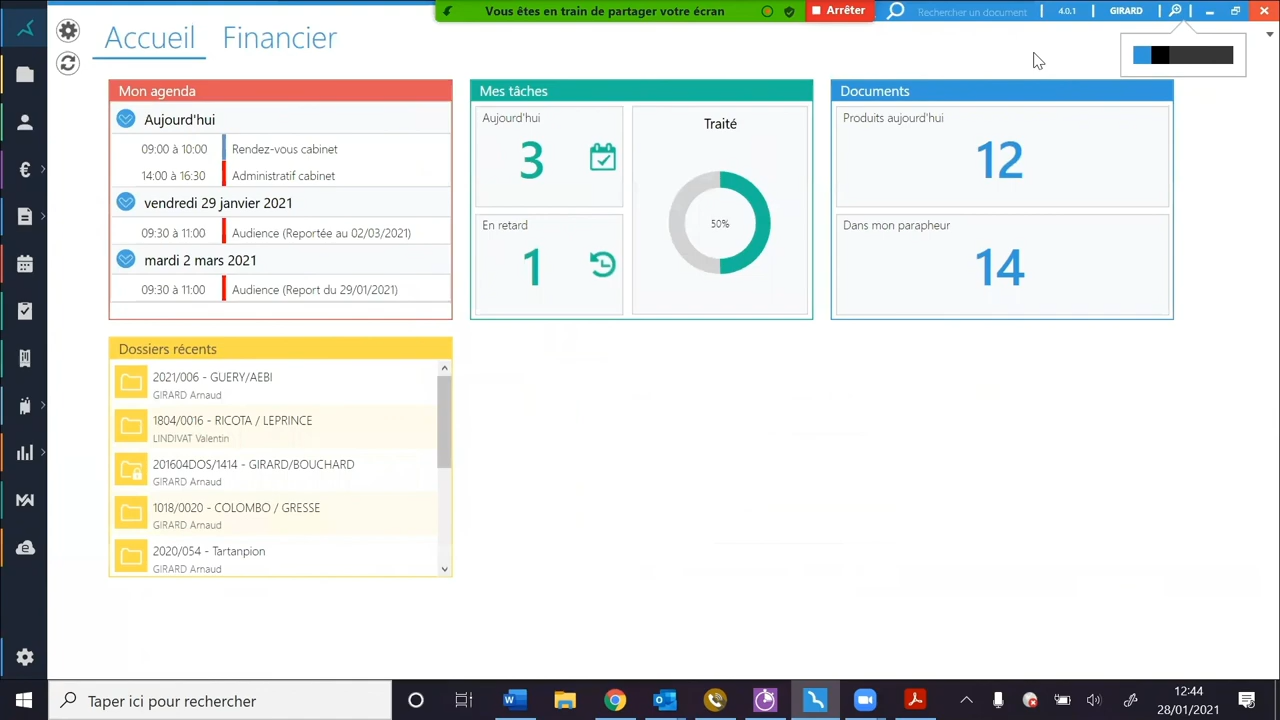 Vous êtes en train de partager votre écran
Arrêter
Rechercher un document
4.0.1
GIRARD
Accueil
Financier
Mon agenda
Aujourd'hui
09:00 à 10:00 Rendez-vous cabinet
14:00 à 16:30 Administratif cabinet
vendredi 29 janvier 2021
09:30 à 11:00 Audience (Reportée au 02/03/2021)
mardi 2 mars 2021
09:30 à 11:00 Audience (Report du 29/01/2021)
Mes tâches
Aujourd'hui
3
En retard
1
Traité
50%
Documents
Produits aujourd'hui
12
Dans mon parapheur
14
Dossiers récents
2021/006 - GUERY/AEBI
GIRARD Arnaud
1804/0016 - RICOTA / LEPRINCE
LINDIVAT Valentin
201604DOS/1414 - GIRARD/BOUCHARD
GIRARD Arnaud
1018/0020 - COLOMBO / GRESSE
GIRARD Arnaud
2020/054 - Tartanpion
GIRARD Arnaud
Taper ici pour rechercher
12:44
28/01/2021